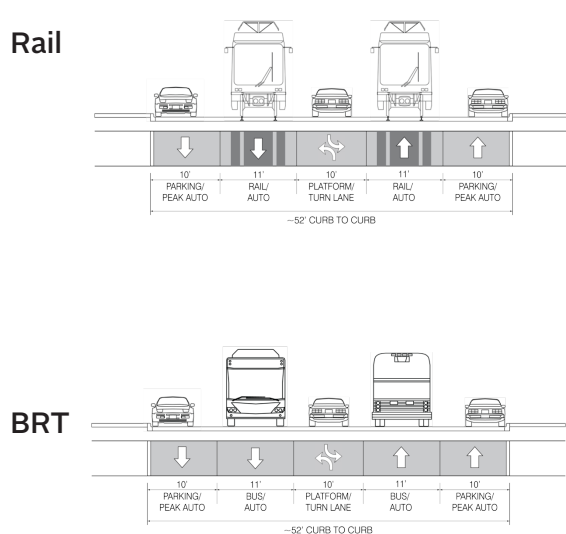 Rail
10' 11' 10' 11' 10'
PARKING/ RAIL/ PLATFORM/ RAIL/ PARKING/
PEAK AUTO AUTO TURN LANE AUTO PEAK AUTO
~52' CURB TO CURB
BRT
10' 11' 10' 11' 10'
PARKING/ BUS/ PLATFORM/ BUS/ PARKING/
PEAK AUTO AUTO TURN LANE AUTO PEAK AUTO
~52' CURB TO CURB